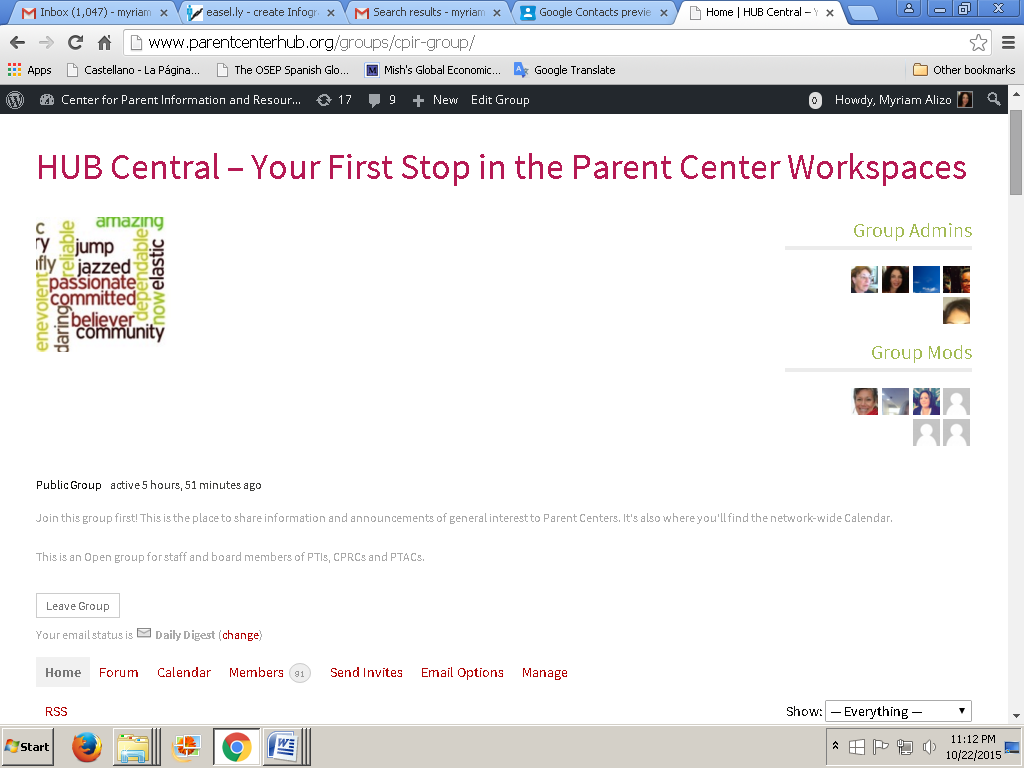 Inbox (1,047) - myriam
easel.ly - create Infogr
Search results - myriam
Google Contacts previe
Home | HUB Central – Y
www.parentcenterhub.org/groups/cpir-group/
Apps Castellano - La Página... The OSEP Spanish Glo... Mish's Global Economic... Google Translate Other bookmarks
Center for Parent Information and Resour... 17 9 New Edit Group 0 Howdy, Myriam Alizo
HUB Central – Your First Stop in the Parent Center Workspaces
amazing
reliable
jump
jazzed
passionate
committed
believer
community
daring
enevolent
dependable
now
elastic
Group Admins
Group Mods
Public Group active 5 hours, 51 minutes ago
Join this group first! This is the place to share information and announcements of general interest to Parent Centers. It's also where you'll find the network-wide Calendar.
This is an Open group for staff and board members of PTIs, CPRCs and PTACs.
Leave Group
Your email status is Daily Digest (change)
Home Forum Calendar Members 91 Send Invites Email Options Manage
RSS
Show: — Everything —
Start
11:12 PM
10/22/2015